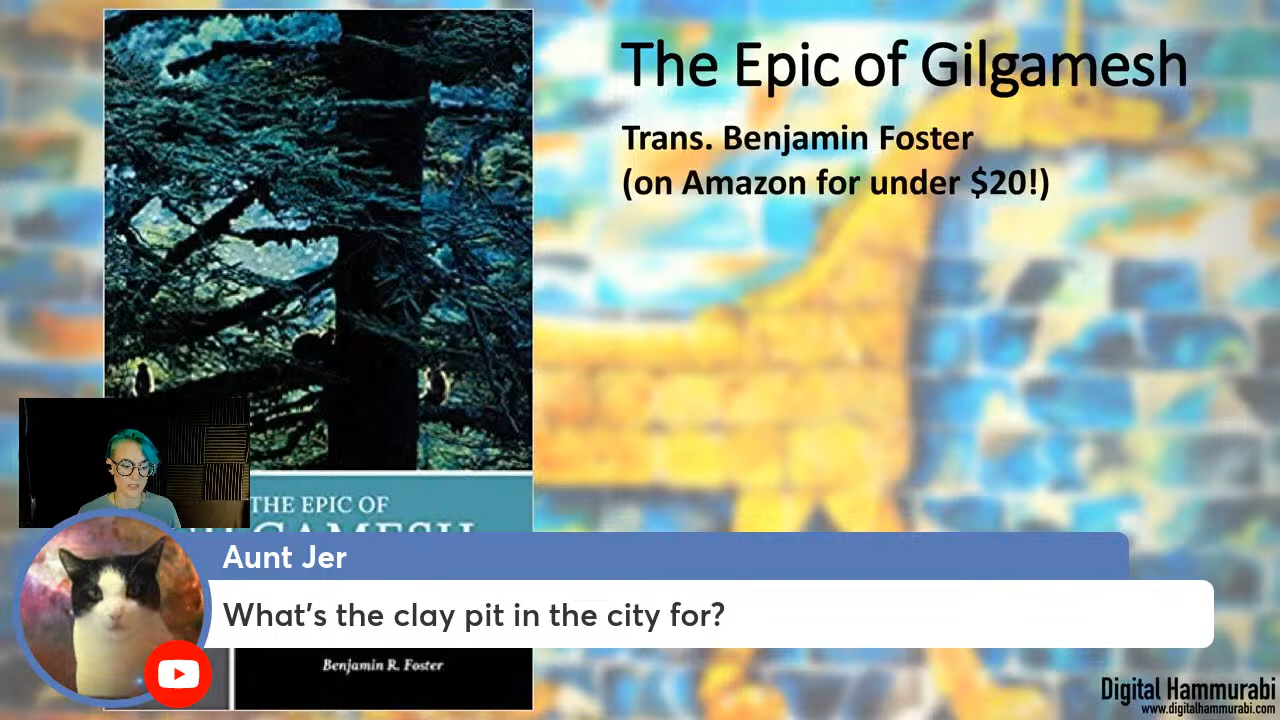 The Epic of Gilgamesh
Trans. Benjamin Foster
(on Amazon for under $20!)
THE EPIC OF
GAMESH
Aunt Jer
What's the clay pit in the city for?
Benjamin R. Foster
Digital Hammurabi
www.digitalhammurabi.com